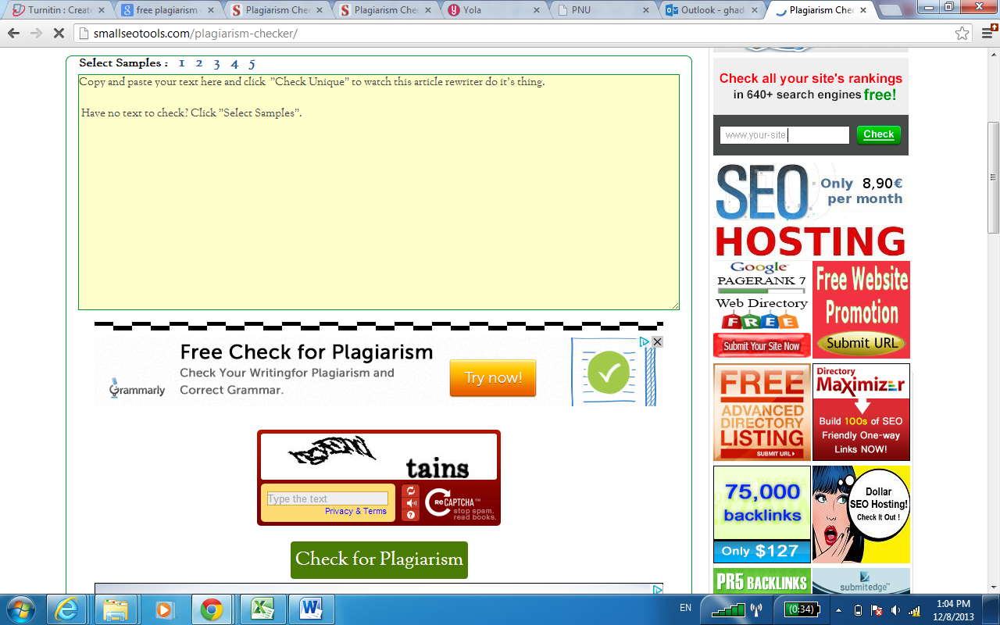 Turnitin : Create
free plagiarism
Plagiarism Che
Plagiarism Che
Yola
PNU
Outlook - ghad
Plagiarism Che
smallseotools.com/plagiarism-checker/
Select Samples : 1 2 3 4 5
Copy and paste your text here and click "Check Unique" to watch this article rewriter do it's thing.
Have no text to check? Click "Select Samples".
Free Check for Plagiarism
Check Your Writingfor Plagiarism and
Correct Grammar.
grammarly
Try now!
tains
Type the text
Privacy & Terms
reCAPTCHA™
stop spam.
read books.
Check for Plagiarism
Check all your site's rankings
in 640+ search engines free!
www.your-site.
Check
SEO
Only 8,90€
per month
HOSTING
Google
PAGERANK 7
Web Directory
FREE
Submit Your Site Now
Free Website
Promotion
Submit URL
FREE
ADVANCED
DIRECTORY
LISTING
SUBMIT URL
Directory
Maximizer
Build 100s of SEO
Friendly One-way
Links NOW!
75,000
backlinks
Only $127
Dollar
SEO Hosting!
Check It Out !
PR5 BACKLINKS
submitedge™
EN
(0:34)
1:04 PM
12/8/2013